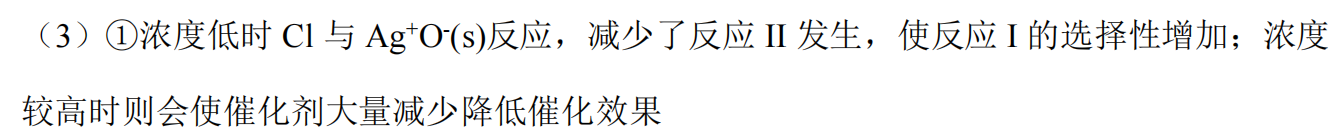 （3）①浓度低时 Cl 与 Ag⁺O⁻(s)反应，减少了反应 II 发生，使反应 I 的选择性增加；浓度
较高时则会使催化剂大量减少降低催化效果